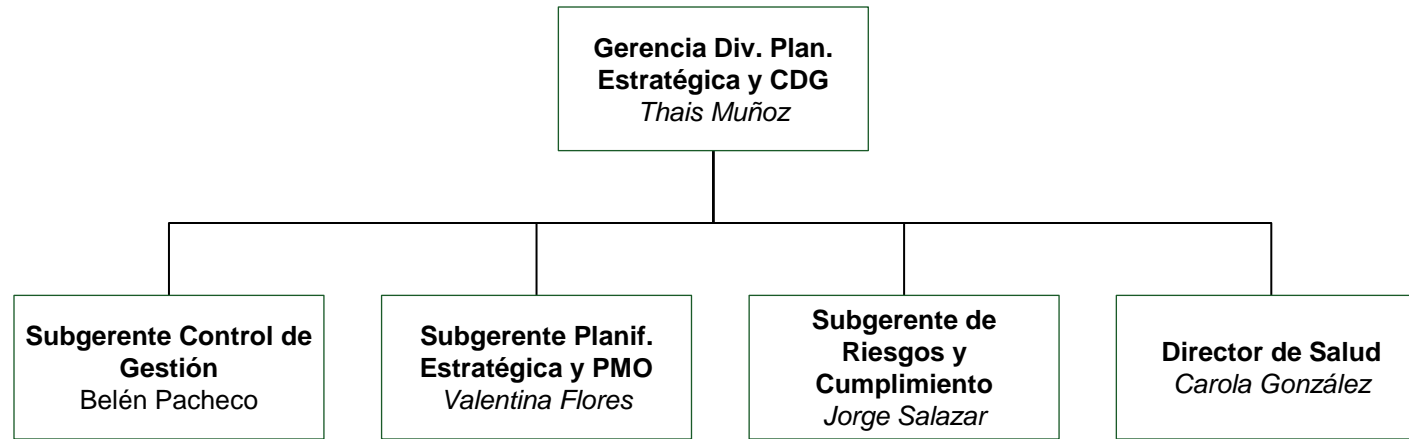 Gerencia Div. Plan.
Estratégica y CDG
Thais Muñoz
Subgerente Control de
Gestión
Belén Pacheco
Subgerente Planif.
Estratégica y PMO
Valentina Flores
Subgerente de
Riesgos y
Cumplimiento
Jorge Salazar
Director de Salud
Carola González